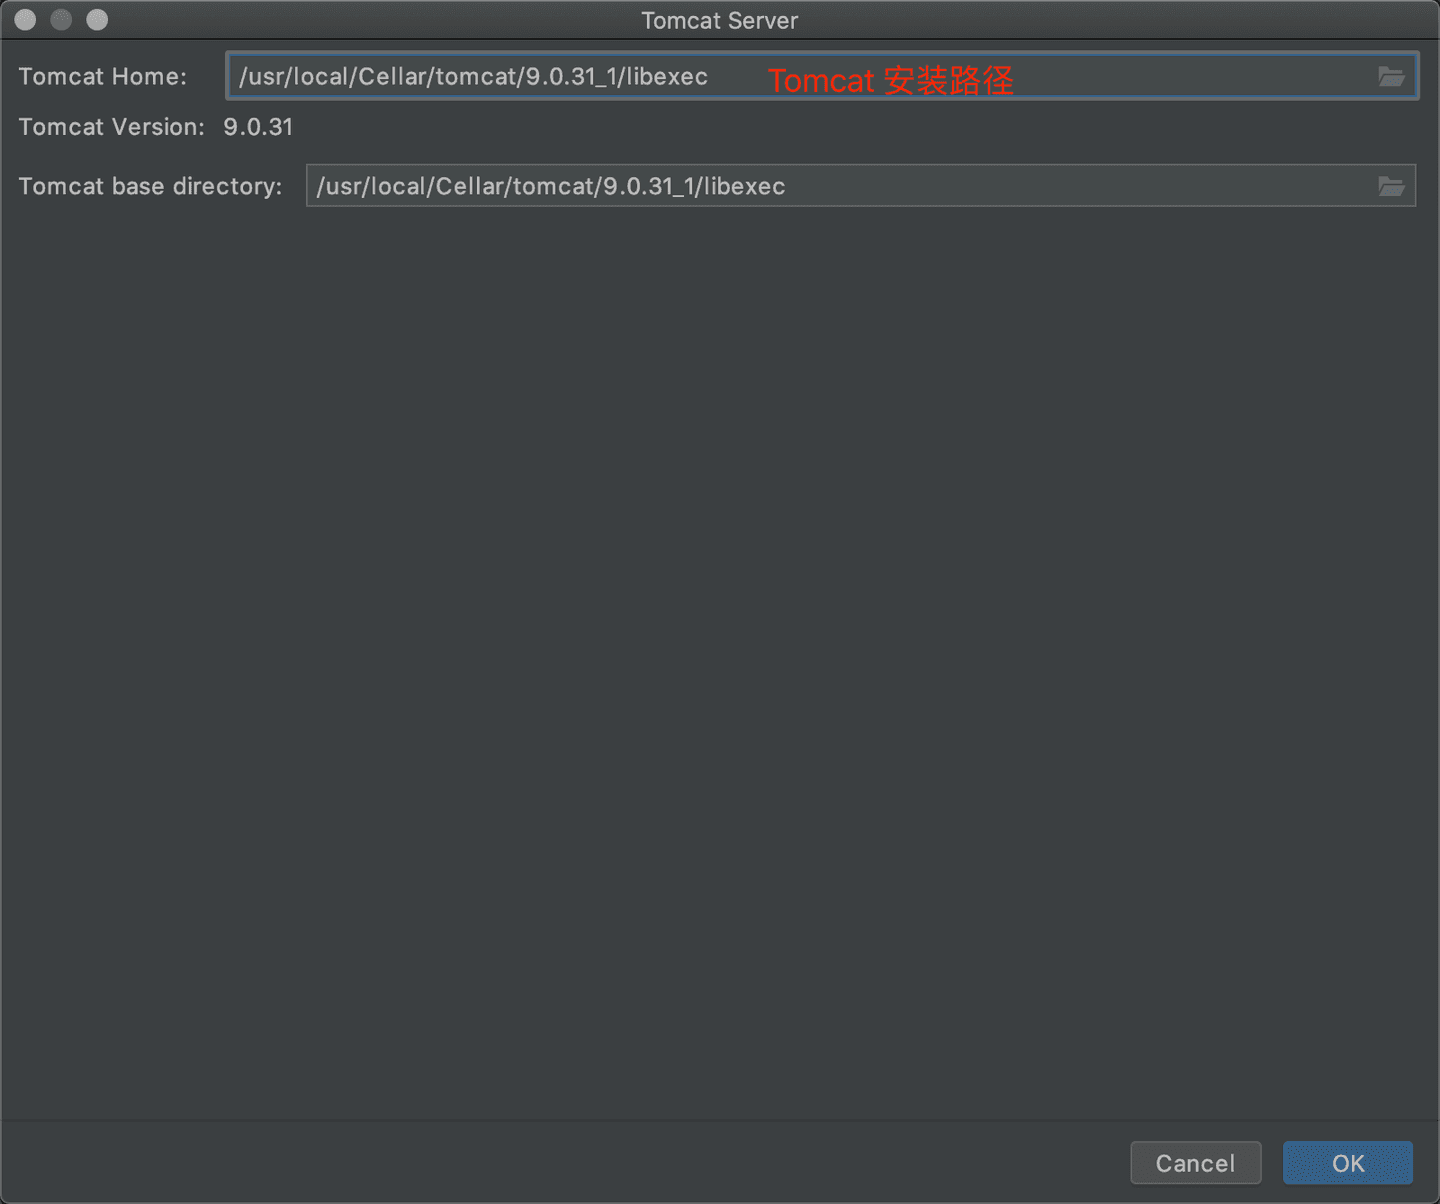 Tomcat Server
Tomcat Home: /usr/local/Cellar/tomcat/9.0.31_1/libexec Tomcat 安装路径
Tomcat Version: 9.0.31
Tomcat base directory: /usr/local/Cellar/tomcat/9.0.31_1/libexec
Cancel OK